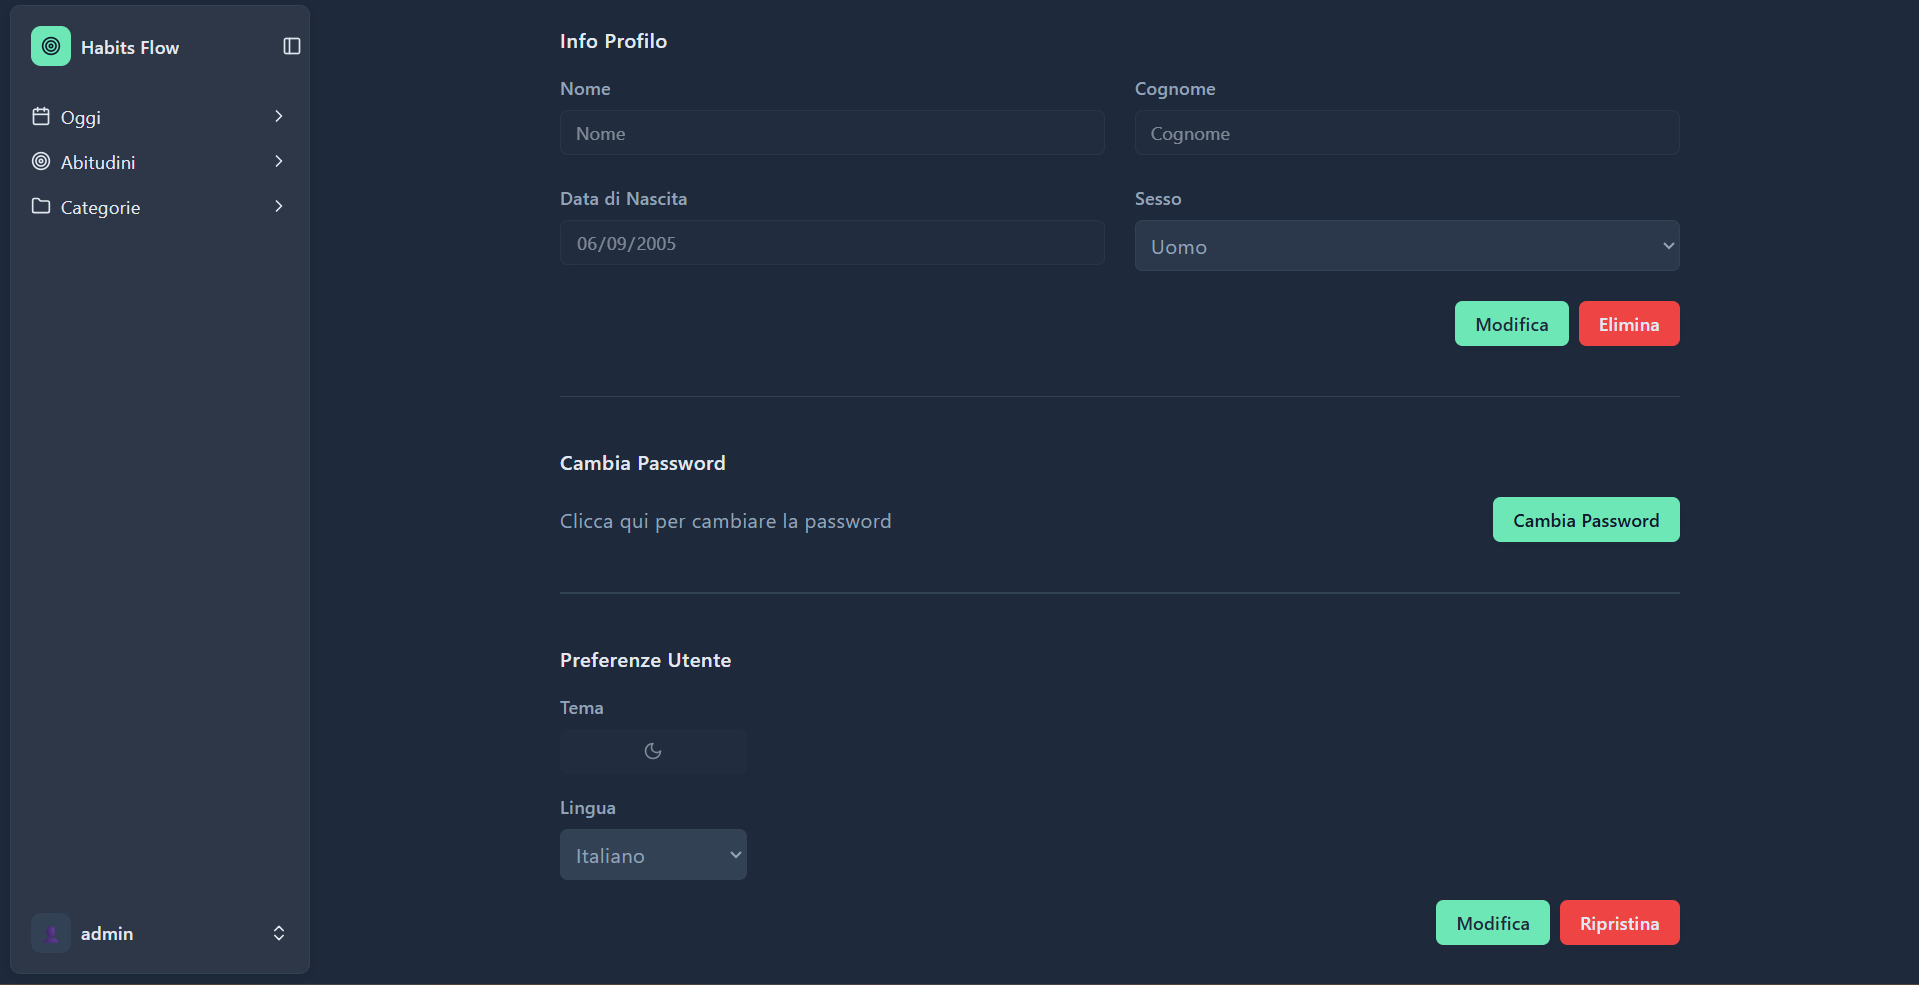 Habits Flow
Oggi
Abitudini
Categorie
admin
Info Profilo
Nome
Cognome
Nome
Cognome
Data di Nascita
Sesso
06/09/2005
Uomo
Modifica
Elimina
Cambia Password
Clicca qui per cambiare la password
Cambia Password
Preferenze Utente
Tema
Lingua
Italiano
Modifica
Ripristina